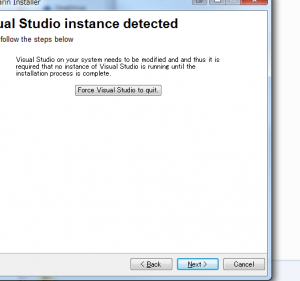 arin Installer
ual Studio instance detected
follow the steps below
Visual Studio on your system needs to be modified and and thus it is
required that no instance of Visual Studio is running until the
installation process is complete.
Force Visual Studio to quit.
< Back Next > Cancel